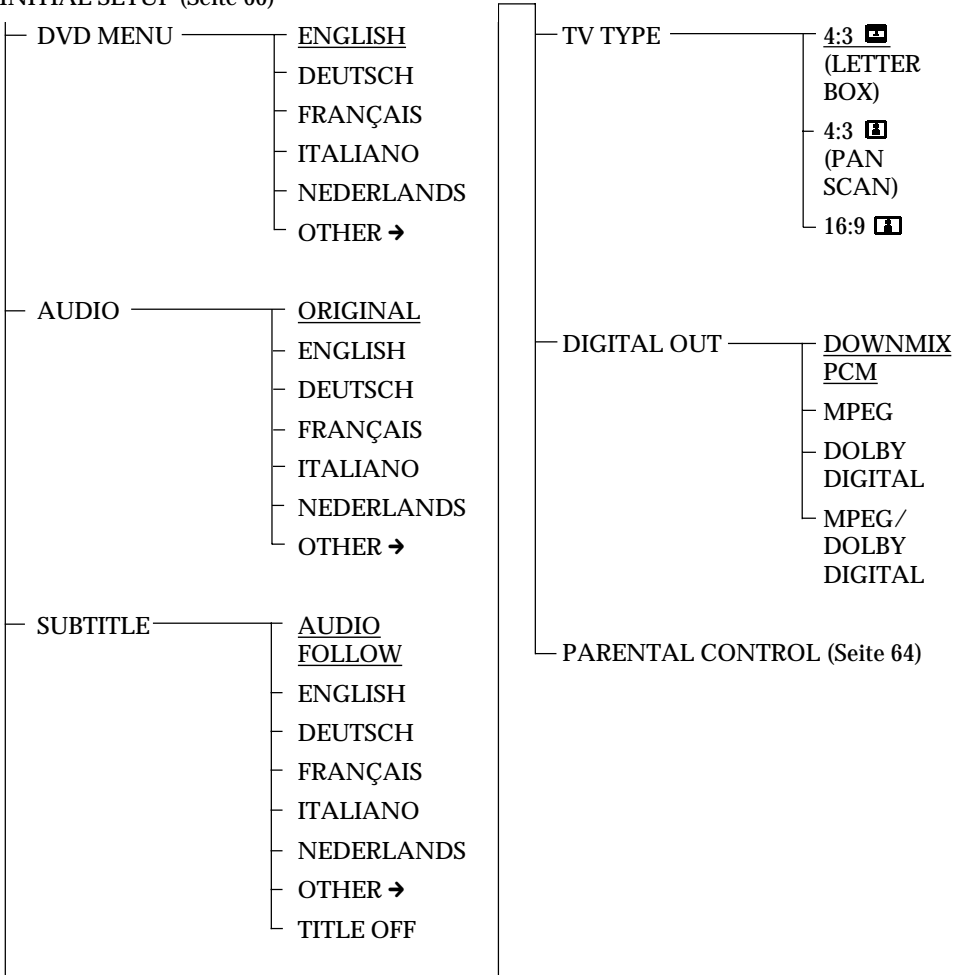 INITIAL SETUP (Seite 60)
DVD MENU
ENGLISH
DEUTSCH
FRANÇAIS
ITALIANO
NEDERLANDS
OTHER →
AUDIO
ORIGINAL
ENGLISH
DEUTSCH
FRANÇAIS
ITALIANO
NEDERLANDS
OTHER →
SUBTITLE
AUDIO
FOLLOW
ENGLISH
DEUTSCH
FRANÇAIS
ITALIANO
NEDERLANDS
OTHER →
TITLE OFF
TV TYPE
4:3
(LETTER
BOX)
4:3
(PAN
SCAN)
16:9
DIGITAL OUT
DOWNMIX
PCM
MPEG
DOLBY
DIGITAL
MPEG/
DOLBY
DIGITAL
PARENTAL CONTROL (Seite 64)